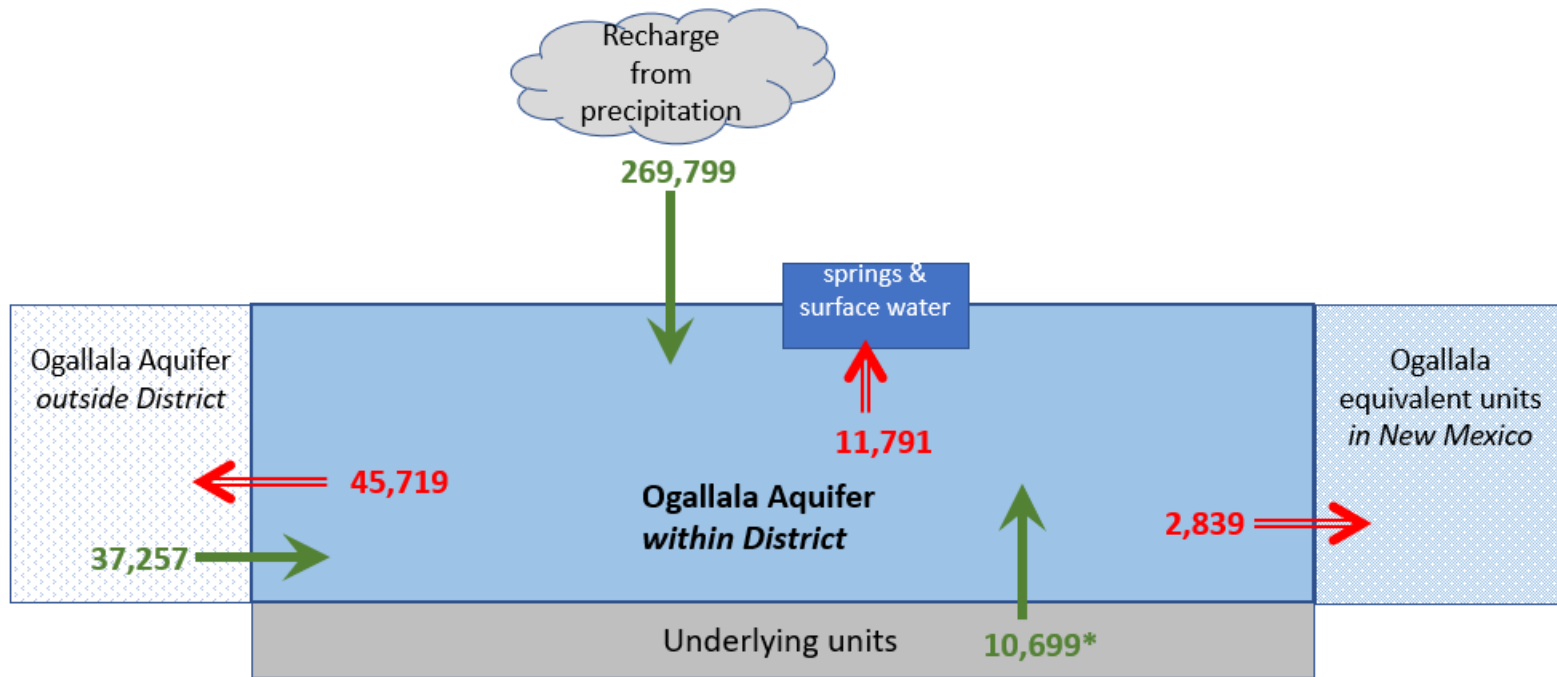 Recharge
from
precipitation
269,799
springs &
surface water
Ogallala Aquifer
outside District
Ogallala
equivalent units
in New Mexico
11,791
45,719
Ogallala Aquifer
within District
2,839
37,257
Underlying units
10,699*